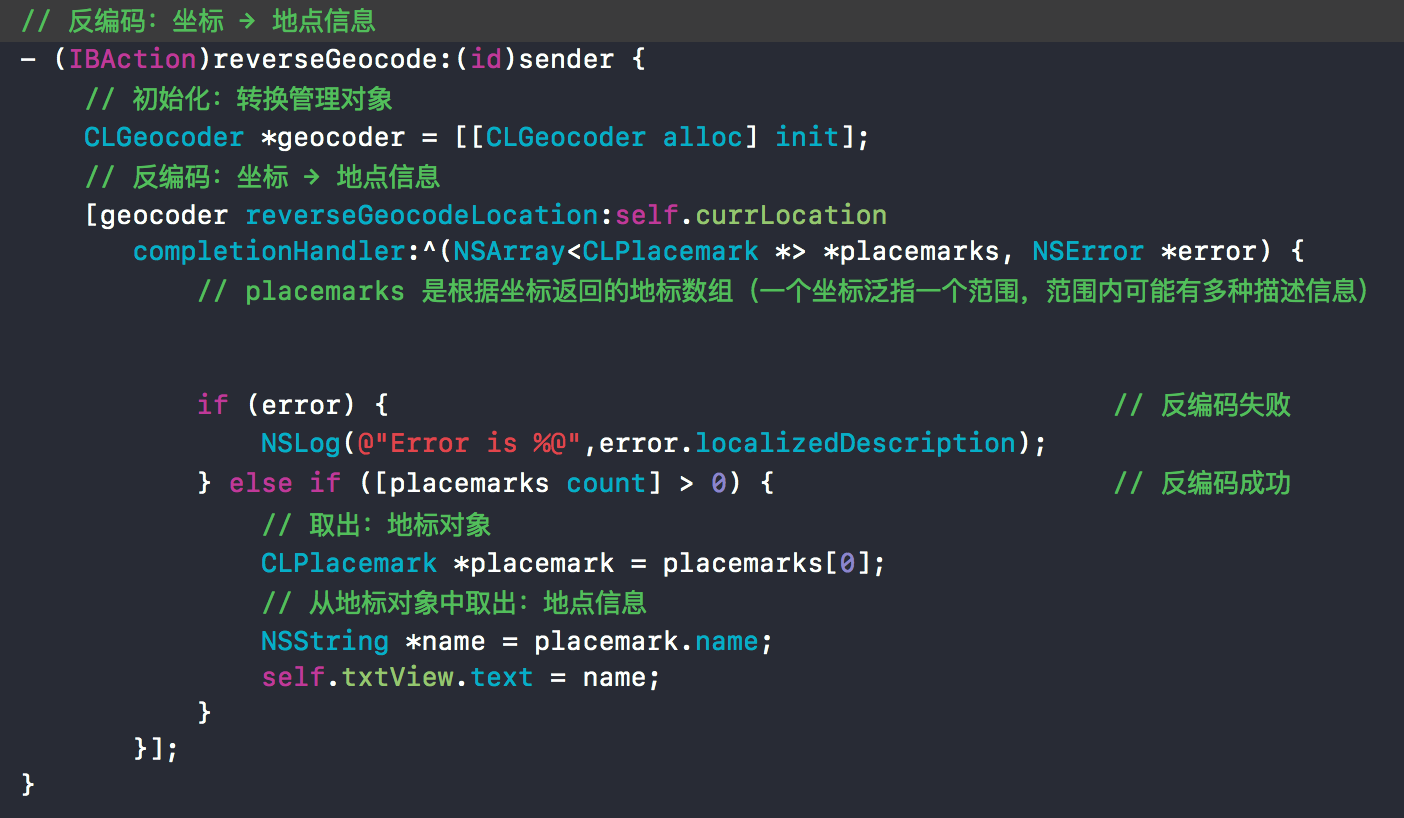 // 反编码：坐标 → 地点信息
- (IBAction)reverseGeocode:(id)sender {
    // 初始化：转换管理对象
    CLGeocoder *geocoder = [[CLGeocoder alloc] init];
    // 反编码：坐标 → 地点信息
    [geocoder reverseGeocodeLocation:self.currLocation
       completionHandler:^(NSArray<CLPlacemark *> *placemarks, NSError *error) {
           // placemarks 是根据坐标返回的地标数组（一个坐标泛指一个范围，范围内可能有多种描述信息）
           if (error) {                                             // 反编码失败
               NSLog(@"Error is %@",error.localizedDescription);
           } else if ([placemarks count] > 0) {                     // 反编码成功
               // 取出：地标对象
               CLPlacemark *placemark = placemarks[0];
               // 从地标对象中取出：地点信息
               NSString *name = placemark.name;
               self.txtView.text = name;
           }
       }];
}